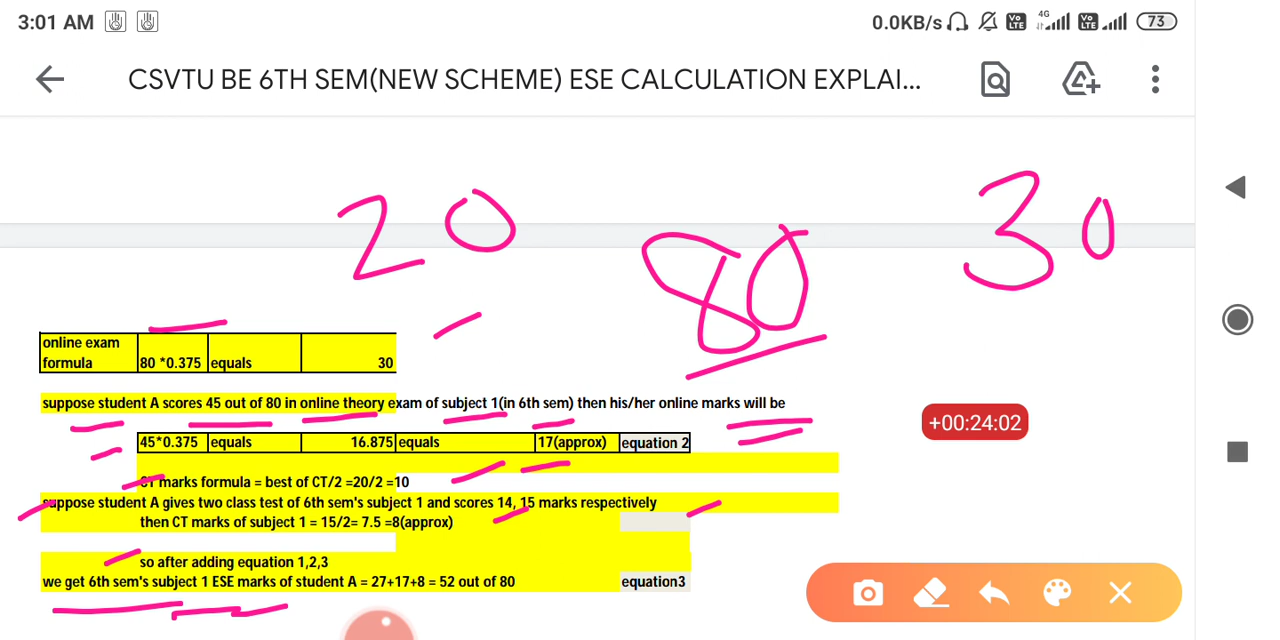 3:01 AM 0.0KB/s Vo LTE 4G Vo LTE 73
CSVTU BE 6TH SEM(NEW SCHEME) ESE CALCULATION EXPLAI...
20 80 30
online exam
formula 80 *0.375 equals 30
suppose student A scores 45 out of 80 in online theory exam of subject 1(in 6th sem) then his/her online marks will be
+00:24:02
45*0.375 equals 16.875 equals 17(approx) equation 2
CT marks formula = best of CT/2 =20/2 =10
suppose student A gives two class test of 6th sem's subject 1 and scores 14, 15 marks respectively
then CT marks of subject 1 = 15/2= 7.5 =8(approx)
so after adding equation 1,2,3
we get 6th sem's subject 1 ESE marks of student A = 27+17+8 = 52 out of 80 equation3